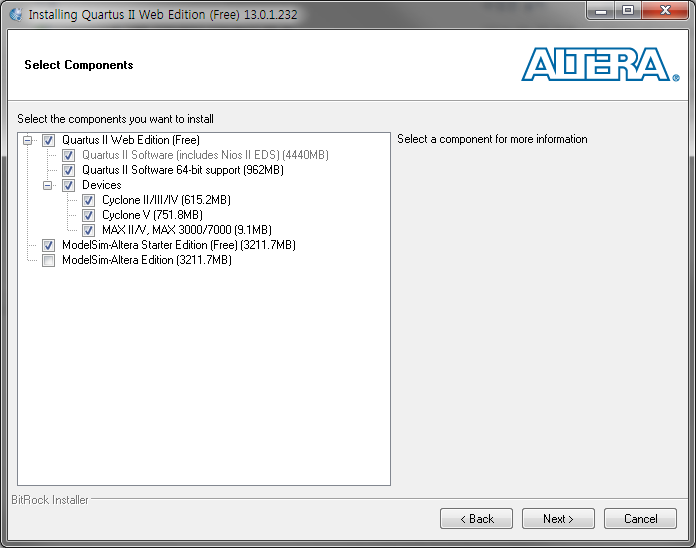 Installing Quartus II Web Edition (Free) 13.0.1.232
Select Components
ALTERA®
Select the components you want to install
Quartus II Web Edition (Free)
Quartus II Software (includes Nios II EDS) (4440MB)
Quartus II Software 64-bit support (962MB)
Devices
Cyclone II/III/IV (615.2MB)
Cyclone V (751.8MB)
MAX II/V, MAX 3000/7000 (9.1MB)
ModelSim-Altera Starter Edition (Free) (3211.7MB)
ModelSim-Altera Edition (3211.7MB)
Select a component for more information
BitRock Installer
< Back
Next >
Cancel